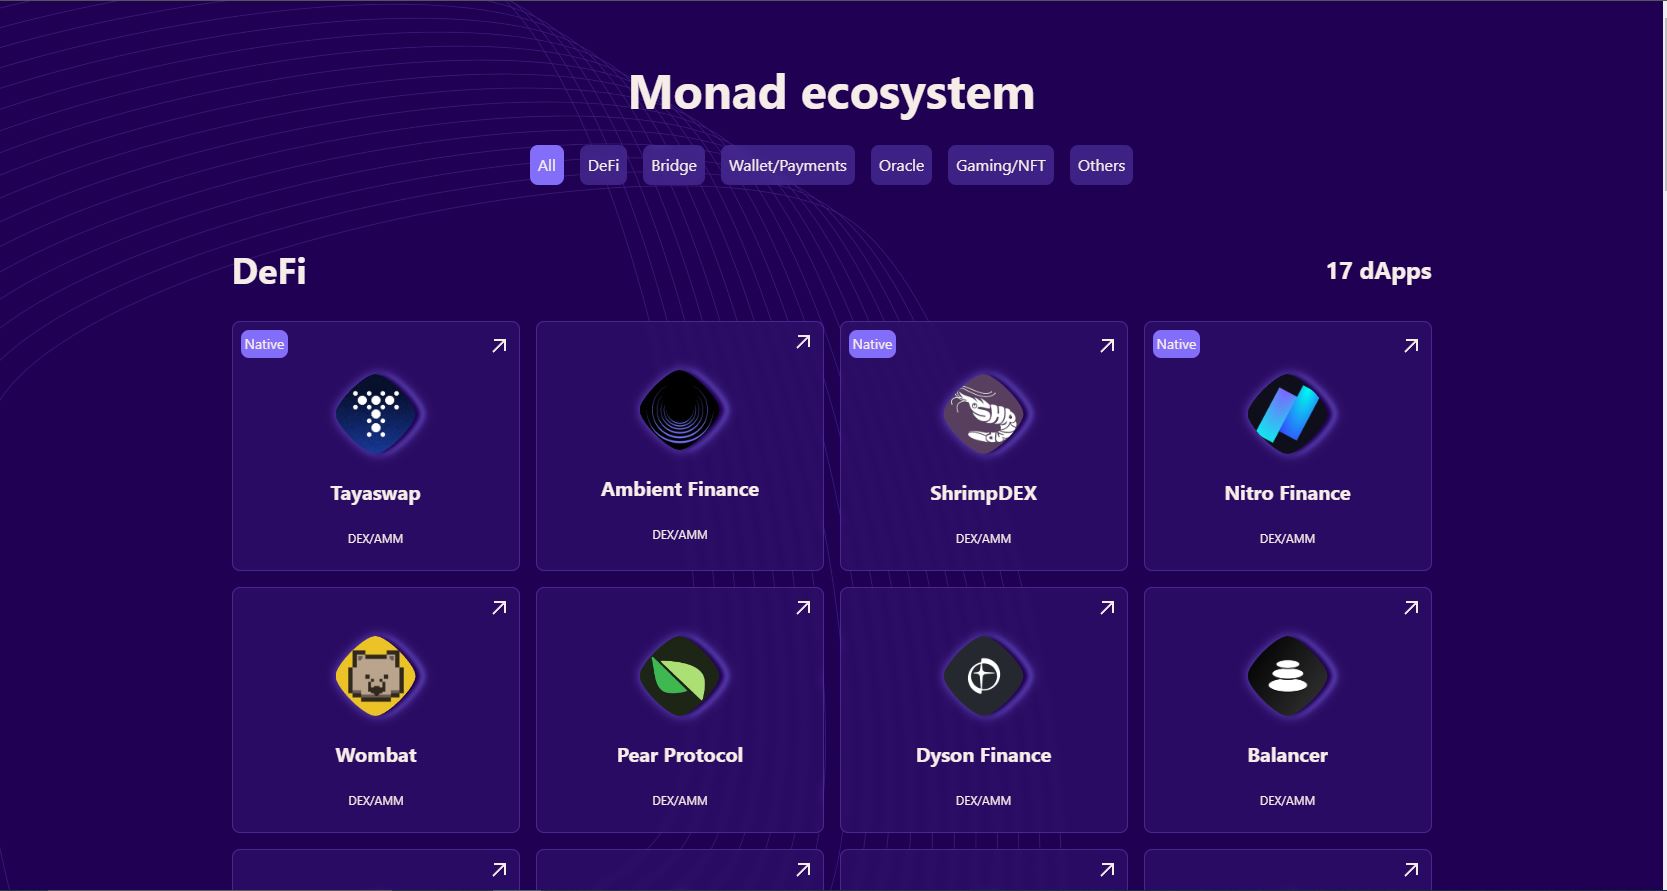 Monad ecosystem
All DeFi Bridge Wallet/Payments Oracle Gaming/NFT Others
DeFi 17 dApps
Native
Tayaswap
DEX/AMM
Ambient Finance
DEX/AMM
Native
SHR
ShrimpDEX
DEX/AMM
Native
Nitro Finance
DEX/AMM
Wombat
DEX/AMM
Pear Protocol
DEX/AMM
Dyson Finance
DEX/AMM
Balancer
DEX/AMM